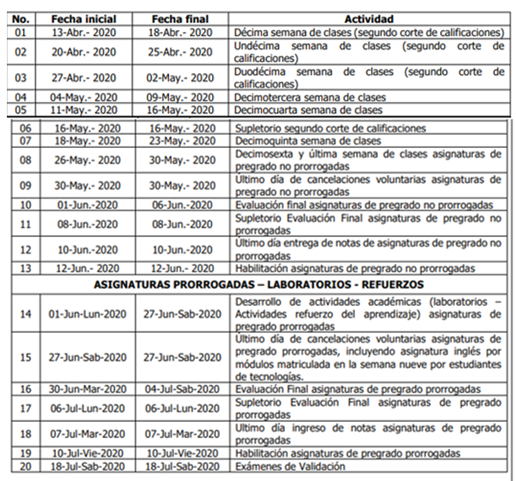 No. Fecha inicial Fecha final Actividad
01 13-Abr.- 2020 18-Abr.- 2020 Décima semana de clases (segundo corte de calificaciones)
02 20-Abr.- 2020 25-Abr.- 2020 Undécima semana de clases (segundo corte de
calificaciones)
03 27-Abr.- 2020 02-May.- 2020 Duodécima semana de clases (segundo corte de
calificaciones)
04 04-May.- 2020 09-May.- 2020 Decimotercera semana de clases
05 11-May.- 2020 16-May.- 2020 Decimocuarta semana de clases
06 16-May.- 2020 16-May.- 2020 Supletorio segundo corte de calificaciones
07 18-May.- 2020 23-May.- 2020 Decimoquinta semana de clases
08 26-May.- 2020 30-May.- 2020 Decimosexta y última semana de clases asignaturas de
pregrado no prorrogadas
09 30-May.- 2020 30-May.- 2020 Último día de cancelaciones voluntarias asignaturas de
pregrado no prorrogadas
10 01-Jun.- 2020 06-Jun.- 2020 Evaluación final asignaturas de pregrado no prorrogadas
11 08-Jun.- 2020 08-Jun.- 2020 Supletorio Evaluación Final asignaturas de pregrado no
prorrogadas
12 10-Jun.- 2020 10-Jun.- 2020 Último día entrega de notas de asignaturas de pregrado no
prorrogadas
13 12-Jun.- 2020 12-Jun.- 2020 Habilitación asignaturas de pregrado no prorrogadas
ASIGNATURAS PRORROGADAS – LABORATORIOS - REFUERZOS
14 01-Jun-Lun-2020 27-Jun-Sab-2020 Desarrollo de actividades académicas (laboratorios –
Actividades refuerzo del aprendizaje) asignaturas de
pregrado prorrogadas
15 27-Jun-Sab-2020 27-Jun-Sab-2020 Último día de cancelaciones voluntarias asignaturas de
pregrado prorrogadas, incluyendo asignatura inglés por
módulos matriculada en la semana nueve por estudiantes
de tecnologías.
16 30-Jun-Mar-2020 04-Jul-Sab-2020 Evaluación Final asignaturas de pregrado prorrogadas
17 06-Jul-Lun-2020 06-Jul-Lun-2020 Supletorio Evaluación Final asignaturas de pregrado
prorrogadas
18 07-Jul-Mar-2020 07-Jul-Mar-2020 Ultimo día ingreso de notas asignaturas de pregrado
prorrogadas
19 10-Jul-Vie-2020 10-Jul-Vie-2020 Habilitación asignaturas de pregrado prorrogadas
20 18-Jul-Sab-2020 18-Jul-Sab-2020 Exámenes de Validación